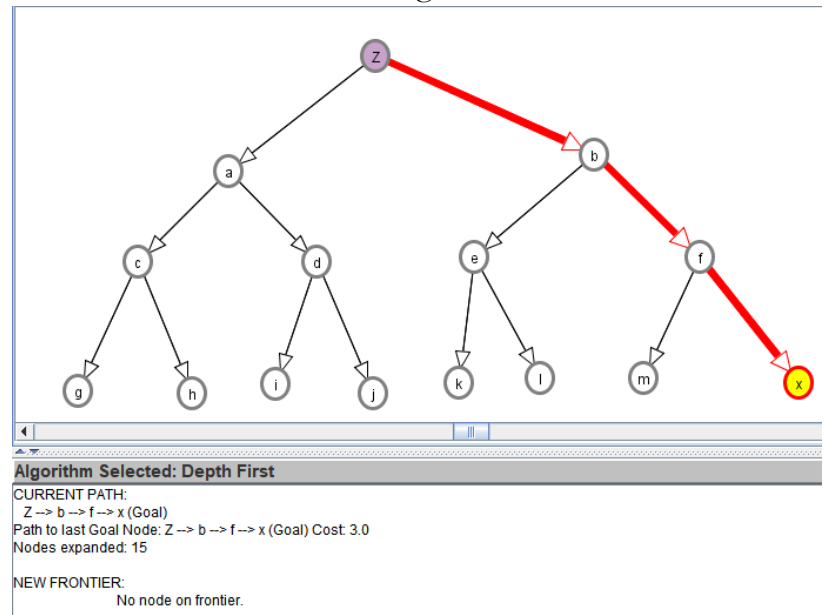 Z
b
a
c
d
e
f
g
h
i
j
k
l
m
x
Algorithm Selected: Depth First
CURRENT PATH:
Z --> b --> f --> x (Goal)
Path to last Goal Node: Z --> b --> f --> x (Goal) Cost: 3.0
Nodes expanded: 15
NEW FRONTIER:
No node on frontier.